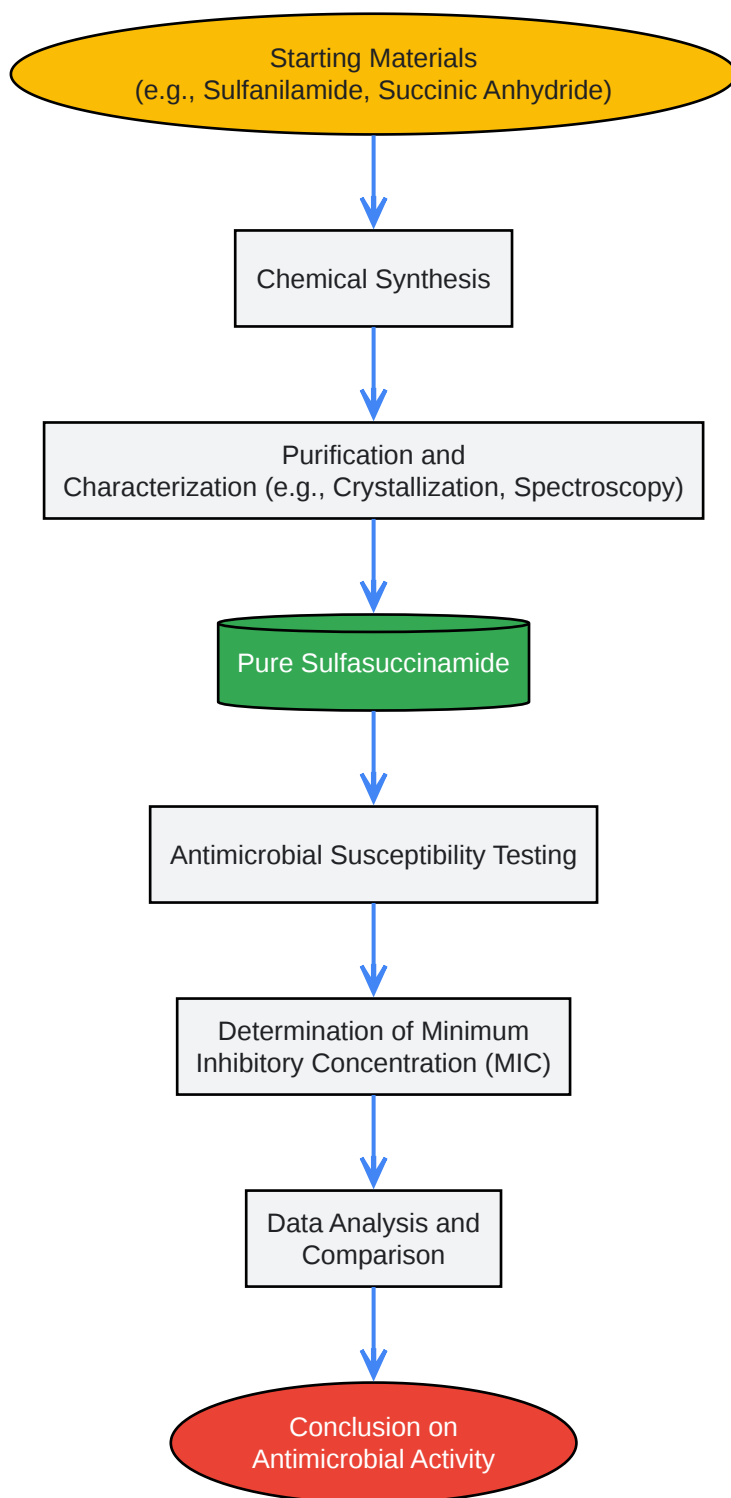 Starting Materials
(e.g., Sulfanilamide, Succinic Anhydride)
Chemical Synthesis
Purification and
Characterization (e.g., Crystallization, Spectroscopy)
Pure Sulfasuccinamide
Antimicrobial Susceptibility Testing
Determination of Minimum
Inhibitory Concentration (MIC)
Data Analysis and
Comparison
Conclusion on
Antimicrobial Activity